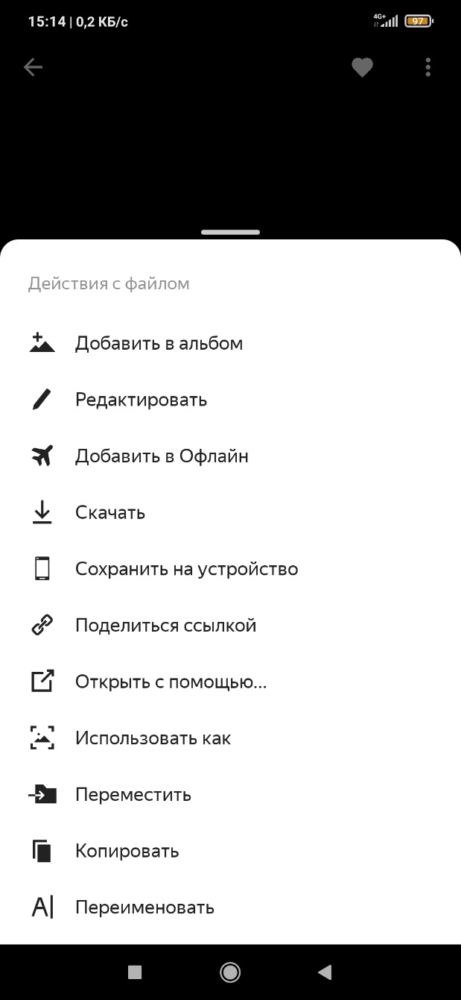 15:14 | 0,2 КБ/с 4G+ 97
Действия с файлом
Добавить в альбом
Редактировать
Добавить в Офлайн
Скачать
Сохранить на устройство
Поделиться ссылкой
Открыть с помощью...
Использовать как
Переместить
Копировать
A| Переименовать